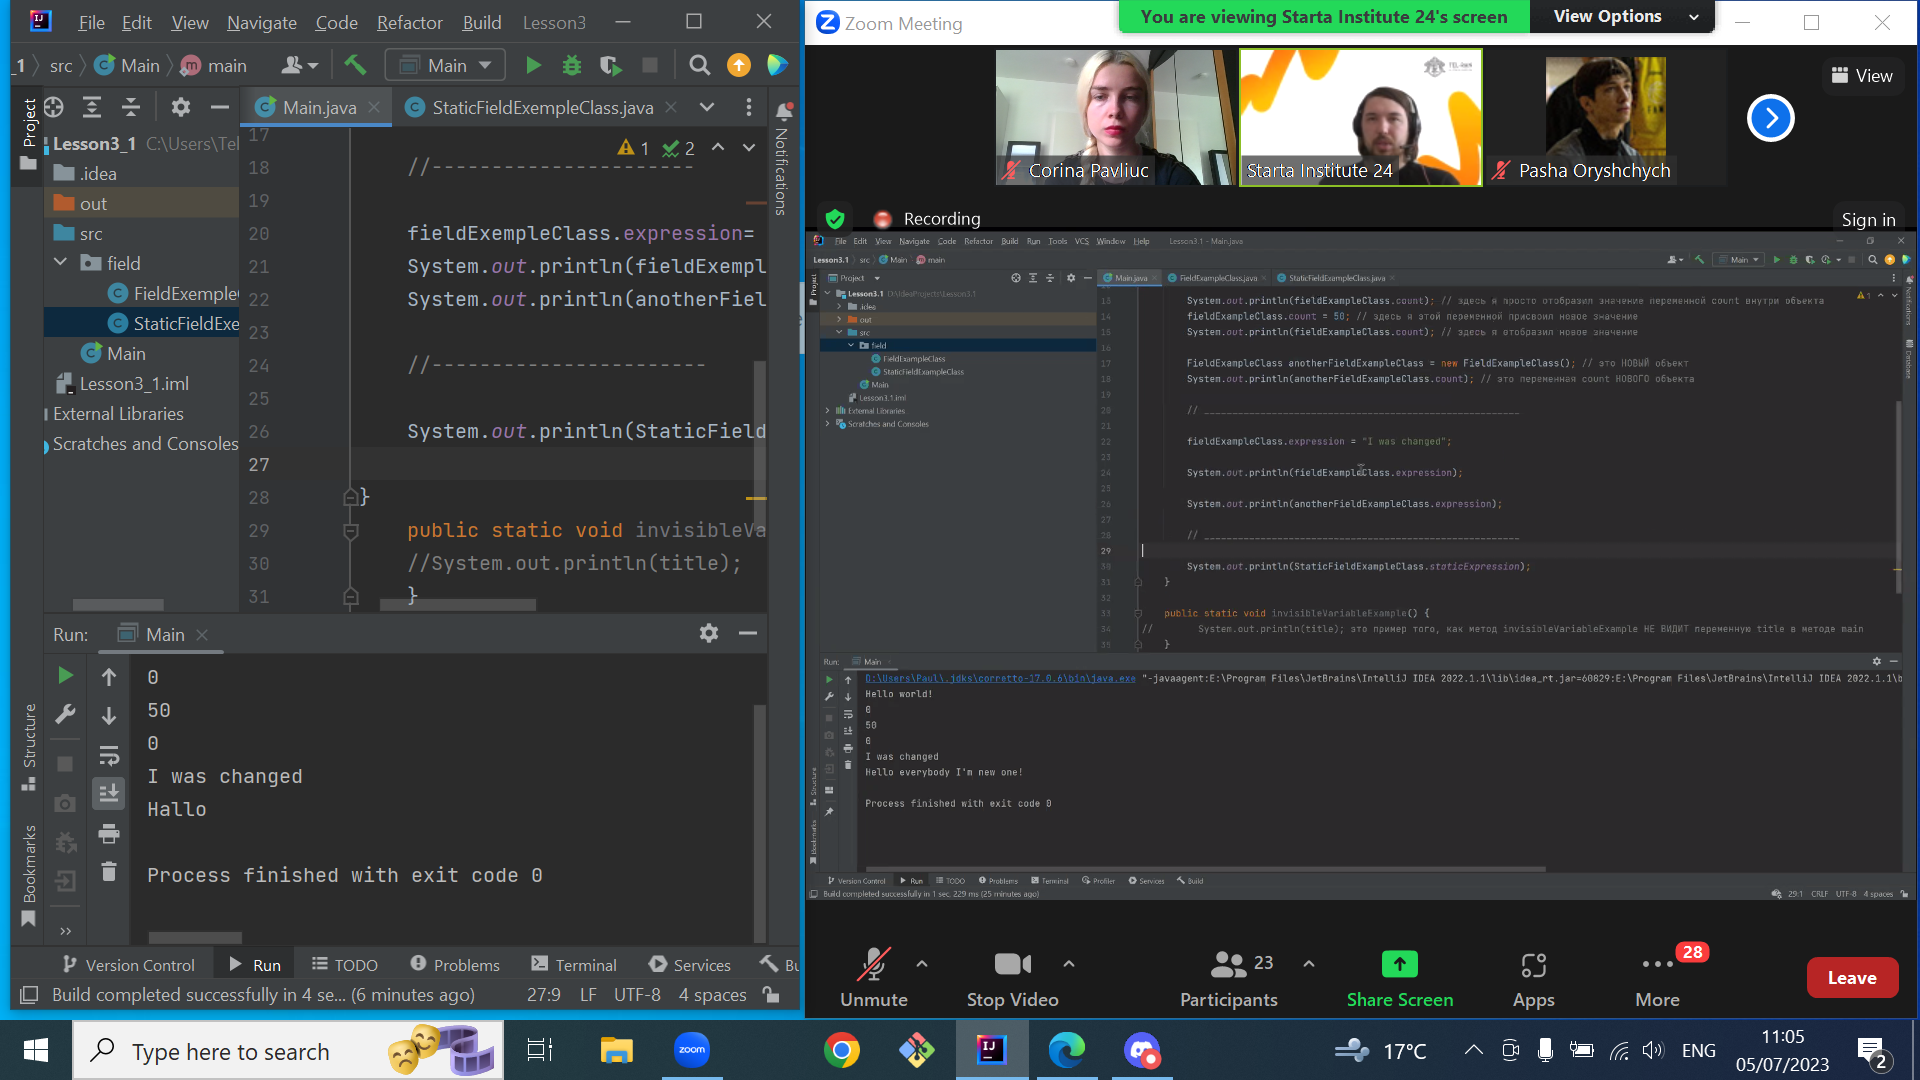 File Edit View Navigate Code Refactor Build Lesson3
_1 src Main main Main
Project
Main.java StaticFieldExempleClass.java
Notifications
Lesson3_1 C:\Users\Tel
.idea
out
src
field
FieldExemple
StaticFieldExe
Main
Lesson3_1.iml
External Libraries
Scratches and Consoles
1 2
17
18 //----------------------
19
20 fieldExempleClass.expression=
21 System.out.println(fieldExempl
22 System.out.println(anotherFiel
23
24 //-----------------------
25
26 System.out.println(StaticField
27
28 }
29 public static void invisibleVa
30 //System.out.println(title);
31 }
Run: Main
0
50
0
I was changed
Hallo
Process finished with exit code 0
Structure
Bookmarks
Version Control Run TODO Problems Terminal Services Bu
Build completed successfully in 4 se... (6 minutes ago) 27:9 LF UTF-8 4 spaces
Zoom Meeting
You are viewing Starta Institute 24's screen View Options
Corina Pavliuc
Starta Institute 24
Pasha Oryshchych
View
Recording
Sign in
File Edit View Navigate Code Refactor Build Run Tools VCS Window Help Lesson3.1 - Main.java
Lesson3.1 src Main main Main
Project
Main.java FieldExampleClass.java StaticFieldExampleClass.java
Lesson3.1 D:\IdeaProjects\Lesson3.1
.idea
out
src
field
FieldExampleClass
StaticFieldExampleClass
Main
Lesson3.1.iml
External Libraries
Scratches and Consoles
Notifications
Database
13 System.out.println(fieldExampleClass.count); // здесь я просто отобразил значение переменной count внутри объекта
14 fieldExampleClass.count = 50; // здесь я этой переменной присвоил новое значение
15 System.out.println(fieldExampleClass.count); // здесь я отобразил новое значение
16
17 FieldExampleClass anotherFieldExampleClass = new FieldExampleClass(); // это НОВЫЙ объект
18 System.out.println(anotherFieldExampleClass.count); // это переменная count НОВОГО объекта
19
20 // ______________________________________________________
21
22 fieldExampleClass.expression = "I was changed";
23
24 System.out.println(fieldExampleClass.expression);
25
26 System.out.println(anotherFieldExampleClass.expression);
27
28 // ______________________________________________________
29
30 System.out.println(StaticFieldExampleClass.staticExpression);
31 }
32
33 public static void invisibleVariableExample() {
34 // System.out.println(title); это пример того, как метод invisibleVariableExample НЕ ВИДИТ переменную title в методе main
35 }
Run: Main
D:\Users\Paul\.jdks\corretto-17.0.6\bin\java.exe "-javaagent:E:\Program Files\JetBrains\IntelliJ IDEA 2022.1.1\lib\idea_rt.jar=60829:E:\Program Files\JetBrains\IntelliJ IDEA 2022.1.1\b
Hello world!
0
50
0
I was changed
Hello everybody I'm new one!
Process finished with exit code 0
Structure
Bookmarks
Version Control Run TODO Problems Terminal Profiler Services Build
Build completed successfully in 1 sec, 229 ms (25 minutes ago) 29:1 CRLF UTF-8 4 spaces
Unmute Stop Video Participants 23 Share Screen Apps More 28 Leave
Type here to search
zoom
17°C ENG 11:05
05/07/2023
2